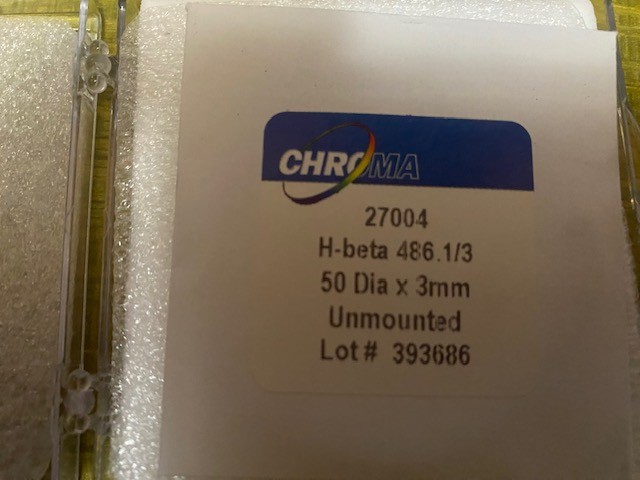 CHROMA
27004
H-beta 486.1/3
50 Dia x 3mm
Unmounted
Lot # 393686